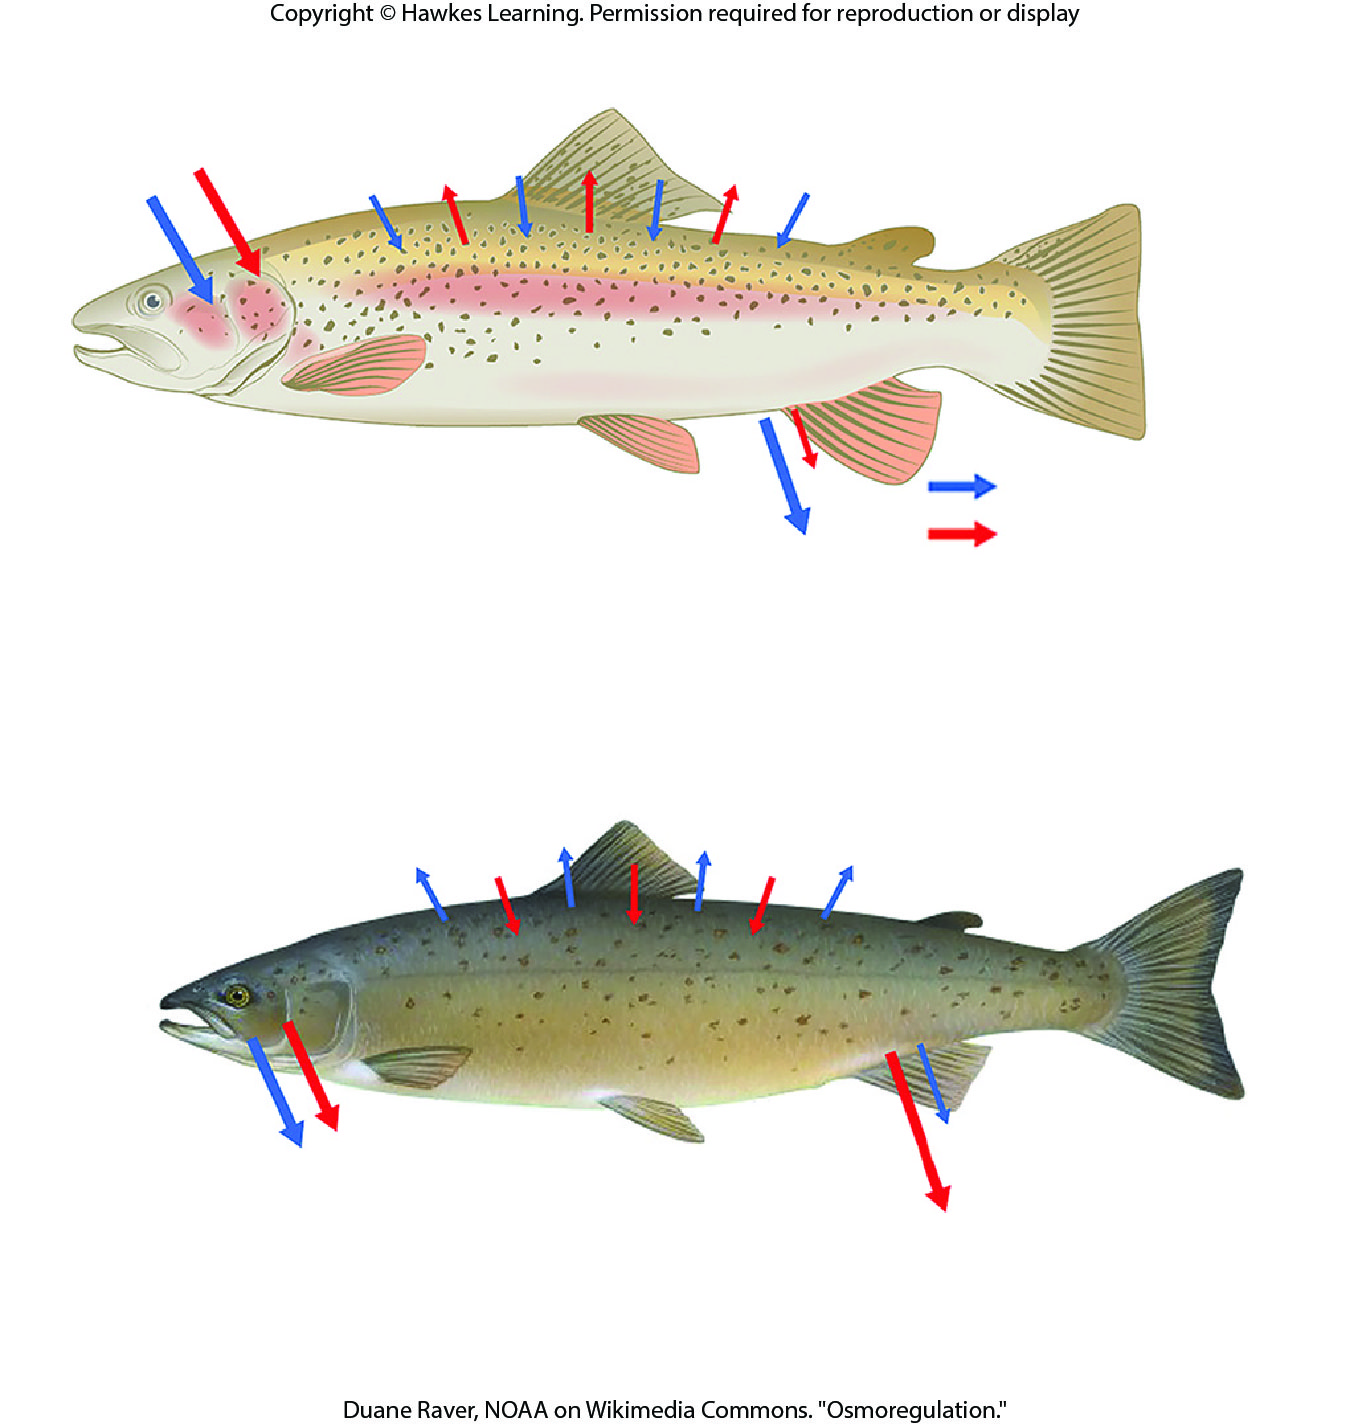 Copyright © Hawkes Learning. Permission required for reproduction or display
Duane Raver, NOAA on Wikimedia Commons. "Osmoregulation."